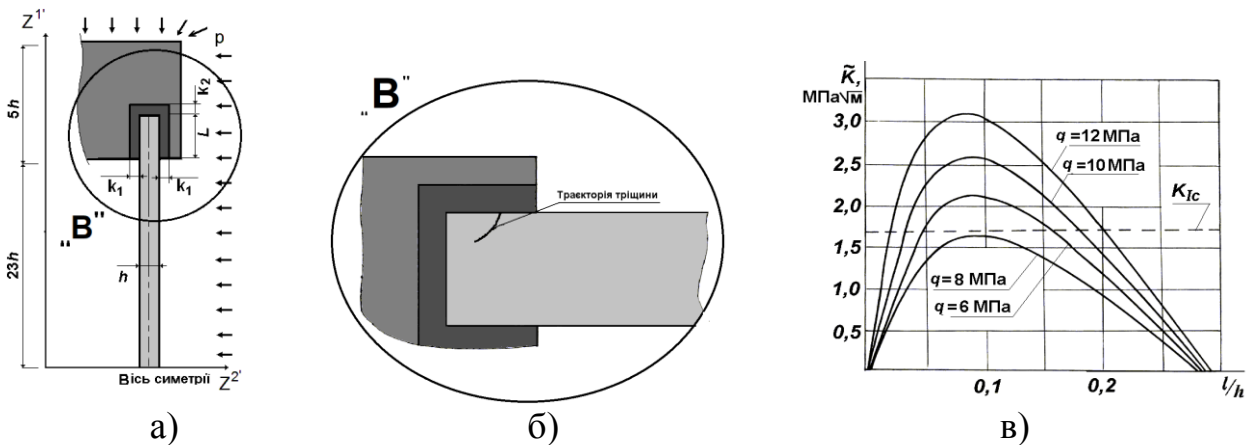 Z1'
p
k2
5h
L
k1
k1
„В"
h
23h
Вісь симетрії
Z2'
а)
„В"
Траєкторія тріщини
б)
K̃,
МПа√м
3,0
2,5
2,0
1,5
1,0
0,5
q=12 МПа
q=10 МПа
KIc
q=8 МПа
q=6 МПа
0,1
0,2
l/h
в)